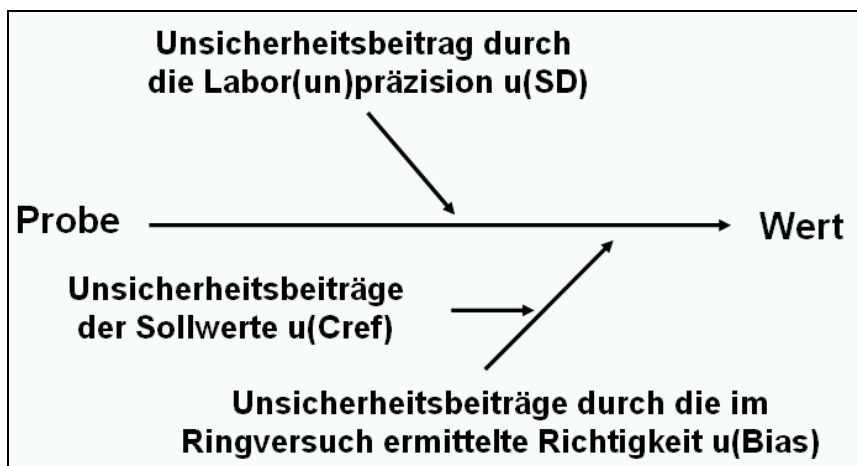 Unsicherheitsbeitrag durch
die Labor(un)präzision u(SD)
Probe
Wert
Unsicherheitsbeiträge
der Sollwerte u(Cref)
Unsicherheitsbeiträge durch die im
Ringversuch ermittelte Richtigkeit u(Bias)